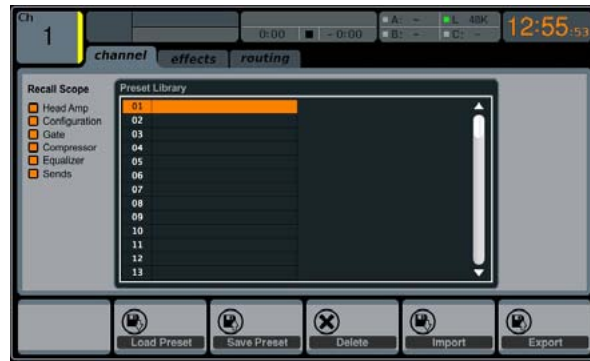 Ch
1
0:00 - 0:00
A: - L 48K
B: - C: -
12:55:53
channel effects routing
Recall Scope
Head Amp
Configuration
Gate
Compressor
Equalizer
Sends
Preset Library
01
02
03
04
05
06
07
08
09
10
11
12
13
Load Preset Save Preset Delete Import Export